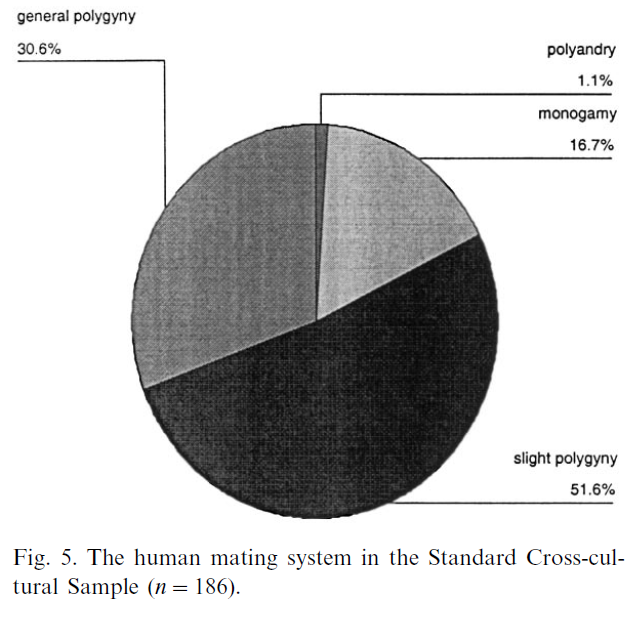 general polygyny
30.6%
polyandry
1.1%
monogamy
16.7%
slight polygyny
51.6%
Fig. 5. The human mating system in the Standard Cross-cul-
tural Sample (n = 186).